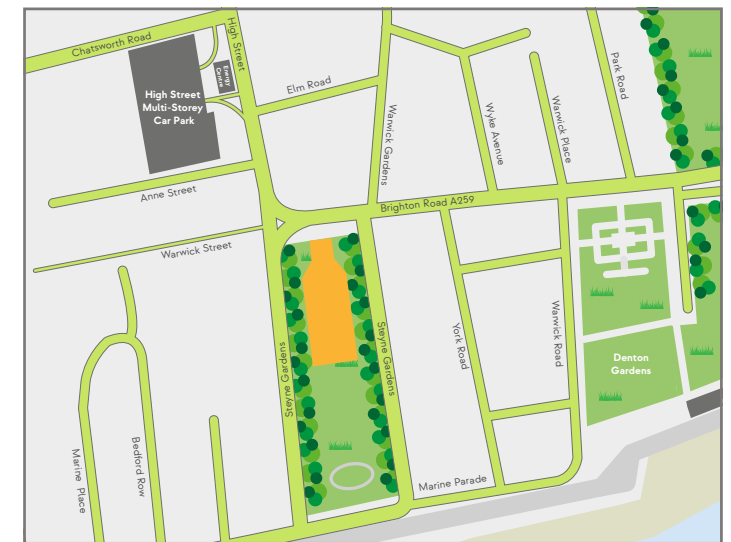 Chatsworth Road
High Street
Energy
Centre
High Street
Multi-Storey
Car Park
Elm Road
Warwick Gardens
Wyke Avenue
Warwick Place
Park Road
Anne Street
Brighton Road A259
Warwick Street
Steyne Gardens
Steyne Gardens
York Road
Warwick Road
Denton
Gardens
Marine Place
Bedford Row
Marine Parade